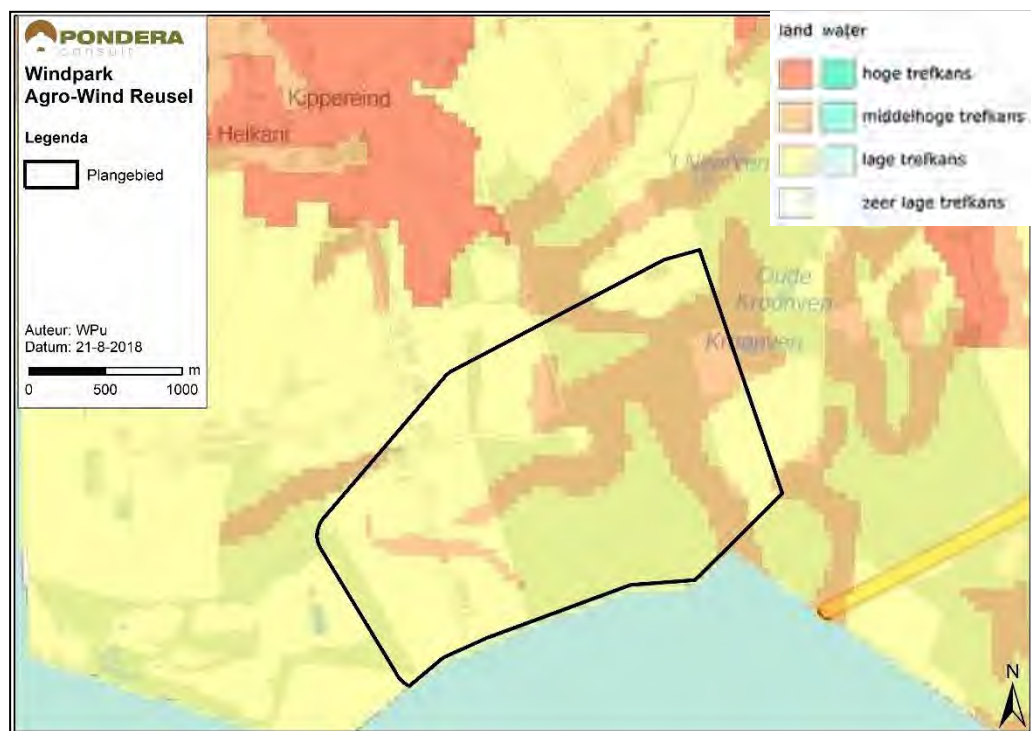 PONDERA
consult
Windpark
Agro-Wind Reusel
Legenda
Plangebied
Auteur: WPu
Datum: 21-8-2018
0 500 1000 m
land water
hoge trefkans
middelhoge trefkans
lage trefkans
zeer lage trefkans
Kippereind
Heikant
Oude
Kroonven
Kroonven
N